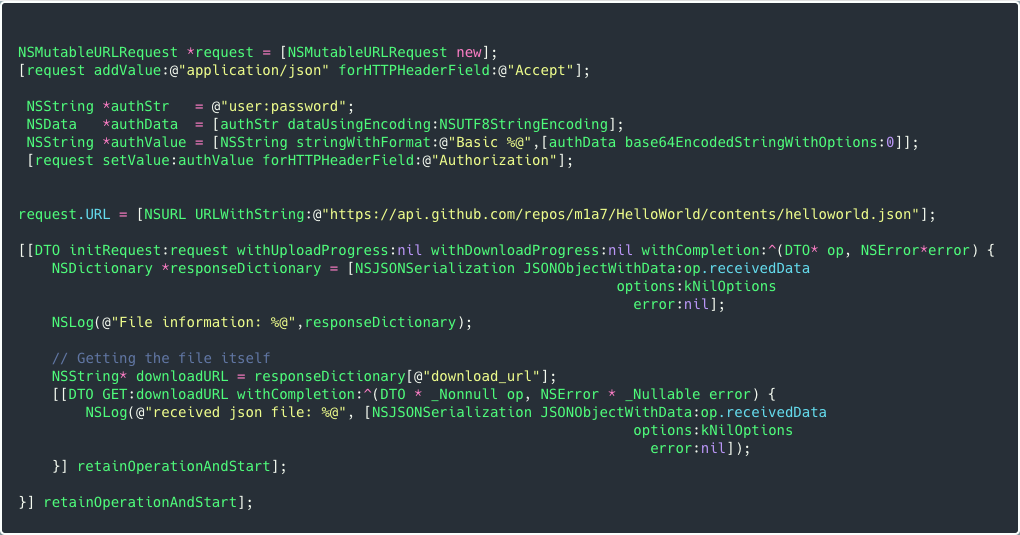 NSMutableURLRequest *request = [NSMutableURLRequest new];
[request addValue:@"application/json" forHTTPHeaderField:@"Accept"];
NSString *authStr   = @"user:password";
NSData   *authData  = [authStr dataUsingEncoding:NSUTF8StringEncoding];
NSString *authValue = [NSString stringWithFormat:@"Basic %@",[authData base64EncodedStringWithOptions:0]];
[request setValue:authValue forHTTPHeaderField:@"Authorization"];
request.URL = [NSURL URLWithString:@"https://api.github.com/repos/m1a7/HelloWorld/contents/helloworld.json"];
[[DTO initRequest:request withUploadProgress:nil withDownloadProgress:nil withCompletion:^(DTO* op, NSError*error) {
NSDictionary *responseDictionary = [NSJSONSerialization JSONObjectWithData:op.receivedData
options:kNilOptions
error:nil];
NSLog(@"File information: %@",responseDictionary);
// Getting the file itself
NSString* downloadURL = responseDictionary[@"download_url"];
[[DTO GET:downloadURL withCompletion:^(DTO * _Nonnull op, NSError * _Nullable error) {
NSLog(@"received json file: %@", [NSJSONSerialization JSONObjectWithData:op.receivedData
options:kNilOptions
error:nil]);
}] retainOperationAndStart];
}] retainOperationAndStart];